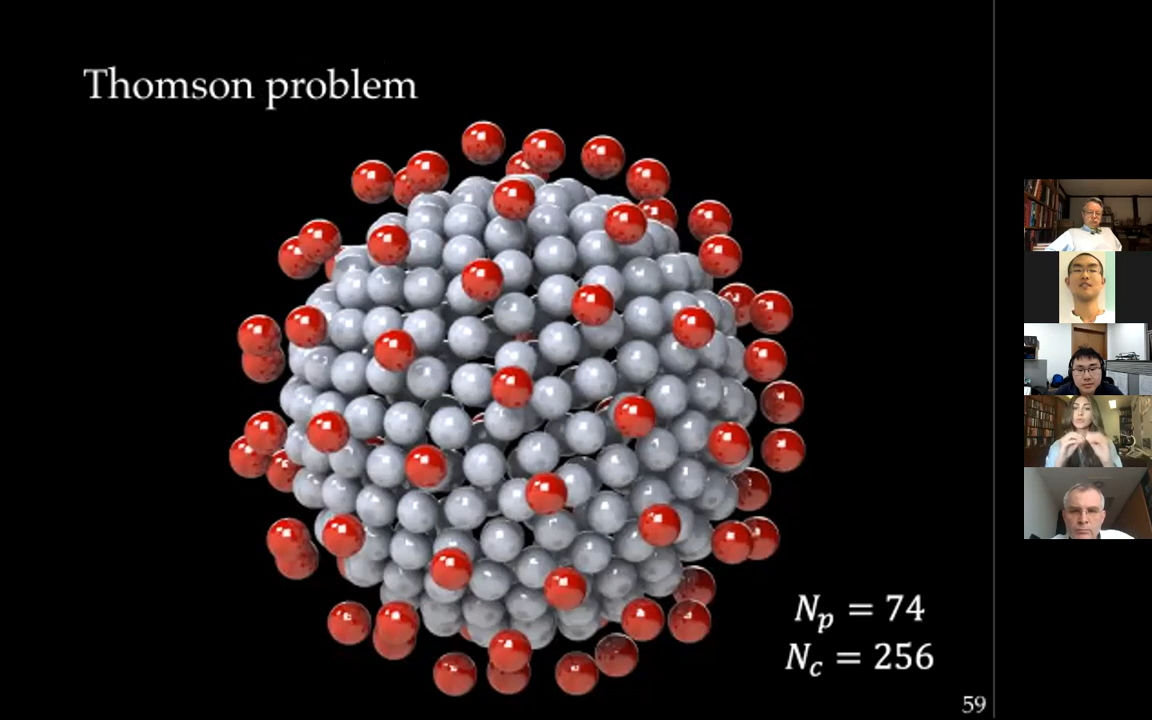 Thomson problem
N_p = 74
N_c = 256
59